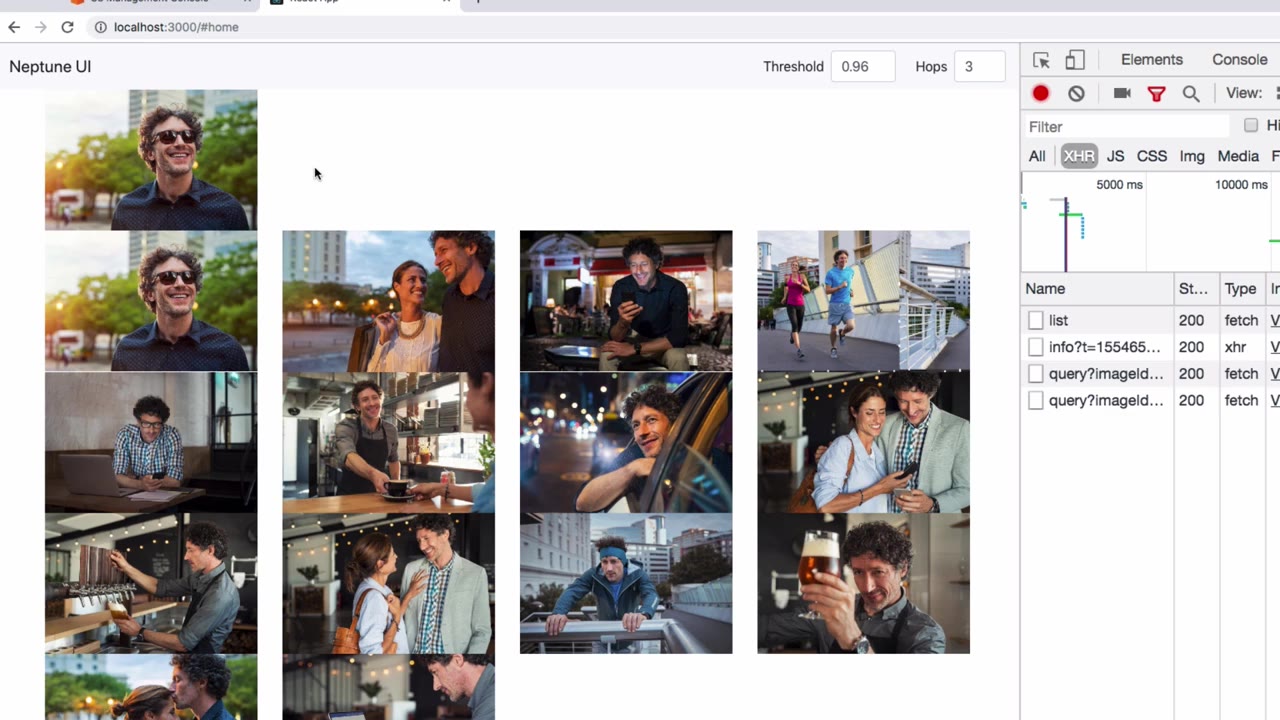 localhost:3000/#home
Neptune UI
Threshold 0.96 Hops 3
Elements Console
View:
Filter
All XHR JS CSS Img Media F
5000 ms 10000 ms
Name St... Type
list 200 fetch
info?t=155465... 200 xhr
query?imageId... 200 fetch
query?imageId... 200 fetch